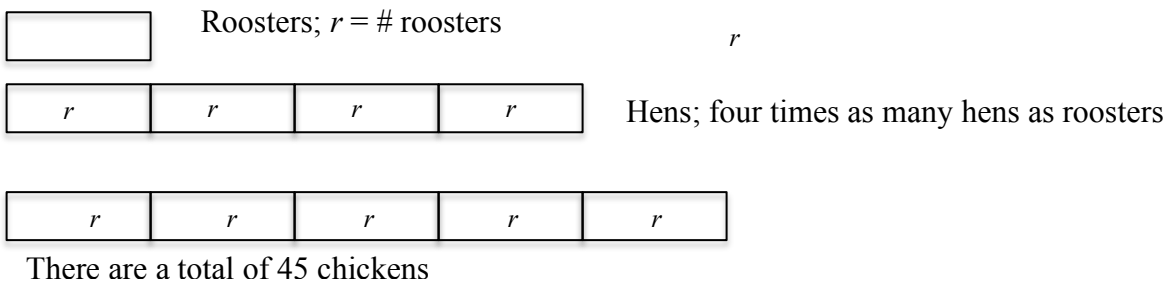 Roosters; r = # roosters
r
r r r r
Hens; four times as many hens as roosters
r r r r r
There are a total of 45 chickens